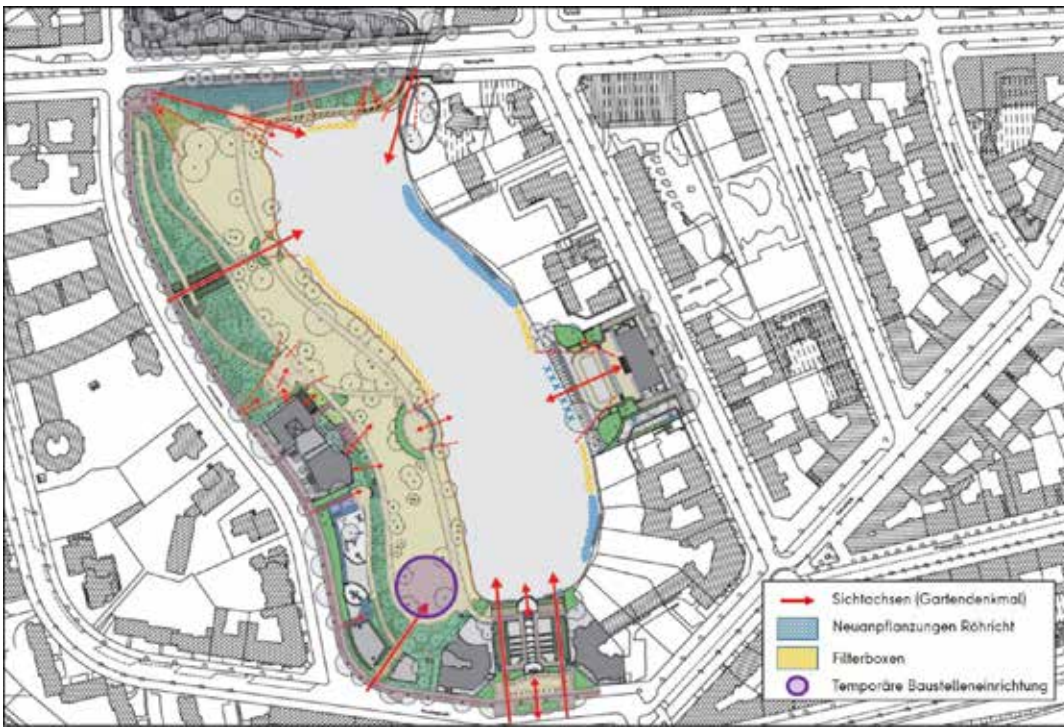 Sichtachsen (Gartendenkmal)
Neuanpflanzungen Röhricht
Filterboxen
Temporäre Baustelleneinrichtung